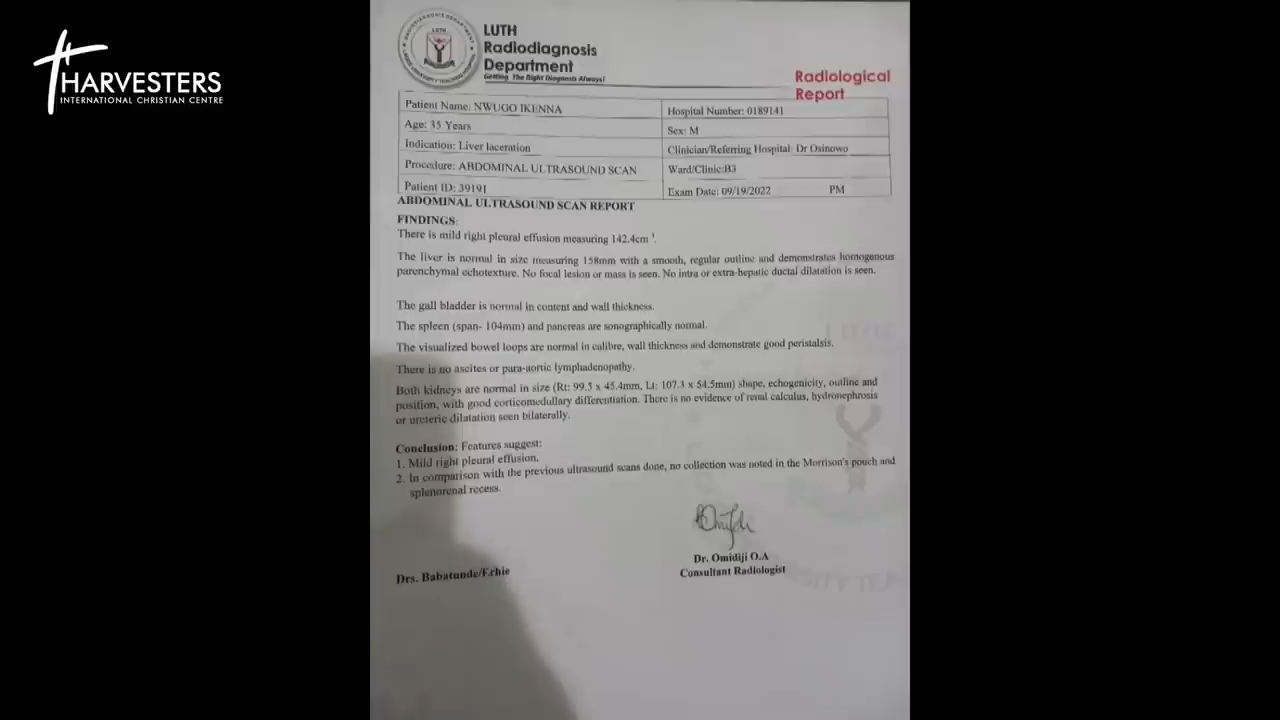 HARVESTERS
INTERNATIONAL CHRISTIAN CENTRE
LUTH
Radiodiagnosis
Department
Getting The Right Diagnosis Always!
Radiological
Report
Patient Name: NWUGO IKENNA
Hospital Number: 0189141
Age: 35 Years
Sex: M
Indication: Liver laceration
Clinician/Referring Hospital: Dr Osinowo
Procedure: ABDOMINAL ULTRASOUND SCAN
Ward/Clinic:B3
Patient ID: 39191
Exam Date: 09/19/2022 PM
ABDOMINAL ULTRASOUND SCAN REPORT
FINDINGS:
There is mild right pleural effusion measuring 142.4cm³.
The liver is normal in size measuring 158mm with a smooth, regular outline and demonstrates homogenous
parenchymal echotexture. No focal lesion or mass is seen. No intra or extra-hepatic ductal dilatation is seen.
The gall bladder is normal in content and wall thickness.
The spleen (span- 104mm) and pancreas are sonographically normal.
The visualized bowel loops are normal in calibre, wall thickness and demonstrate good peristalsis.
There is no ascites or para-aortic lymphadenopathy.
Both kidneys are normal in size (Rt: 99.5 x 45.4mm, Lt: 107.3 x 54.5mm) shape, echogenicity, outline and
position, with good corticomedullary differentiation. There is no evidence of renal calculus, hydronephrosis
or ureteric dilatation seen bilaterally.
Conclusion: Features suggest:
1. Mild right pleural effusion.
2. In comparison with the previous ultrasound scans done, no collection was noted in the Morrison's pouch and
splenorenal recess.
Dr. Omidiji O.A
Consultant Radiologist
Drs. Babatunde/Erhie